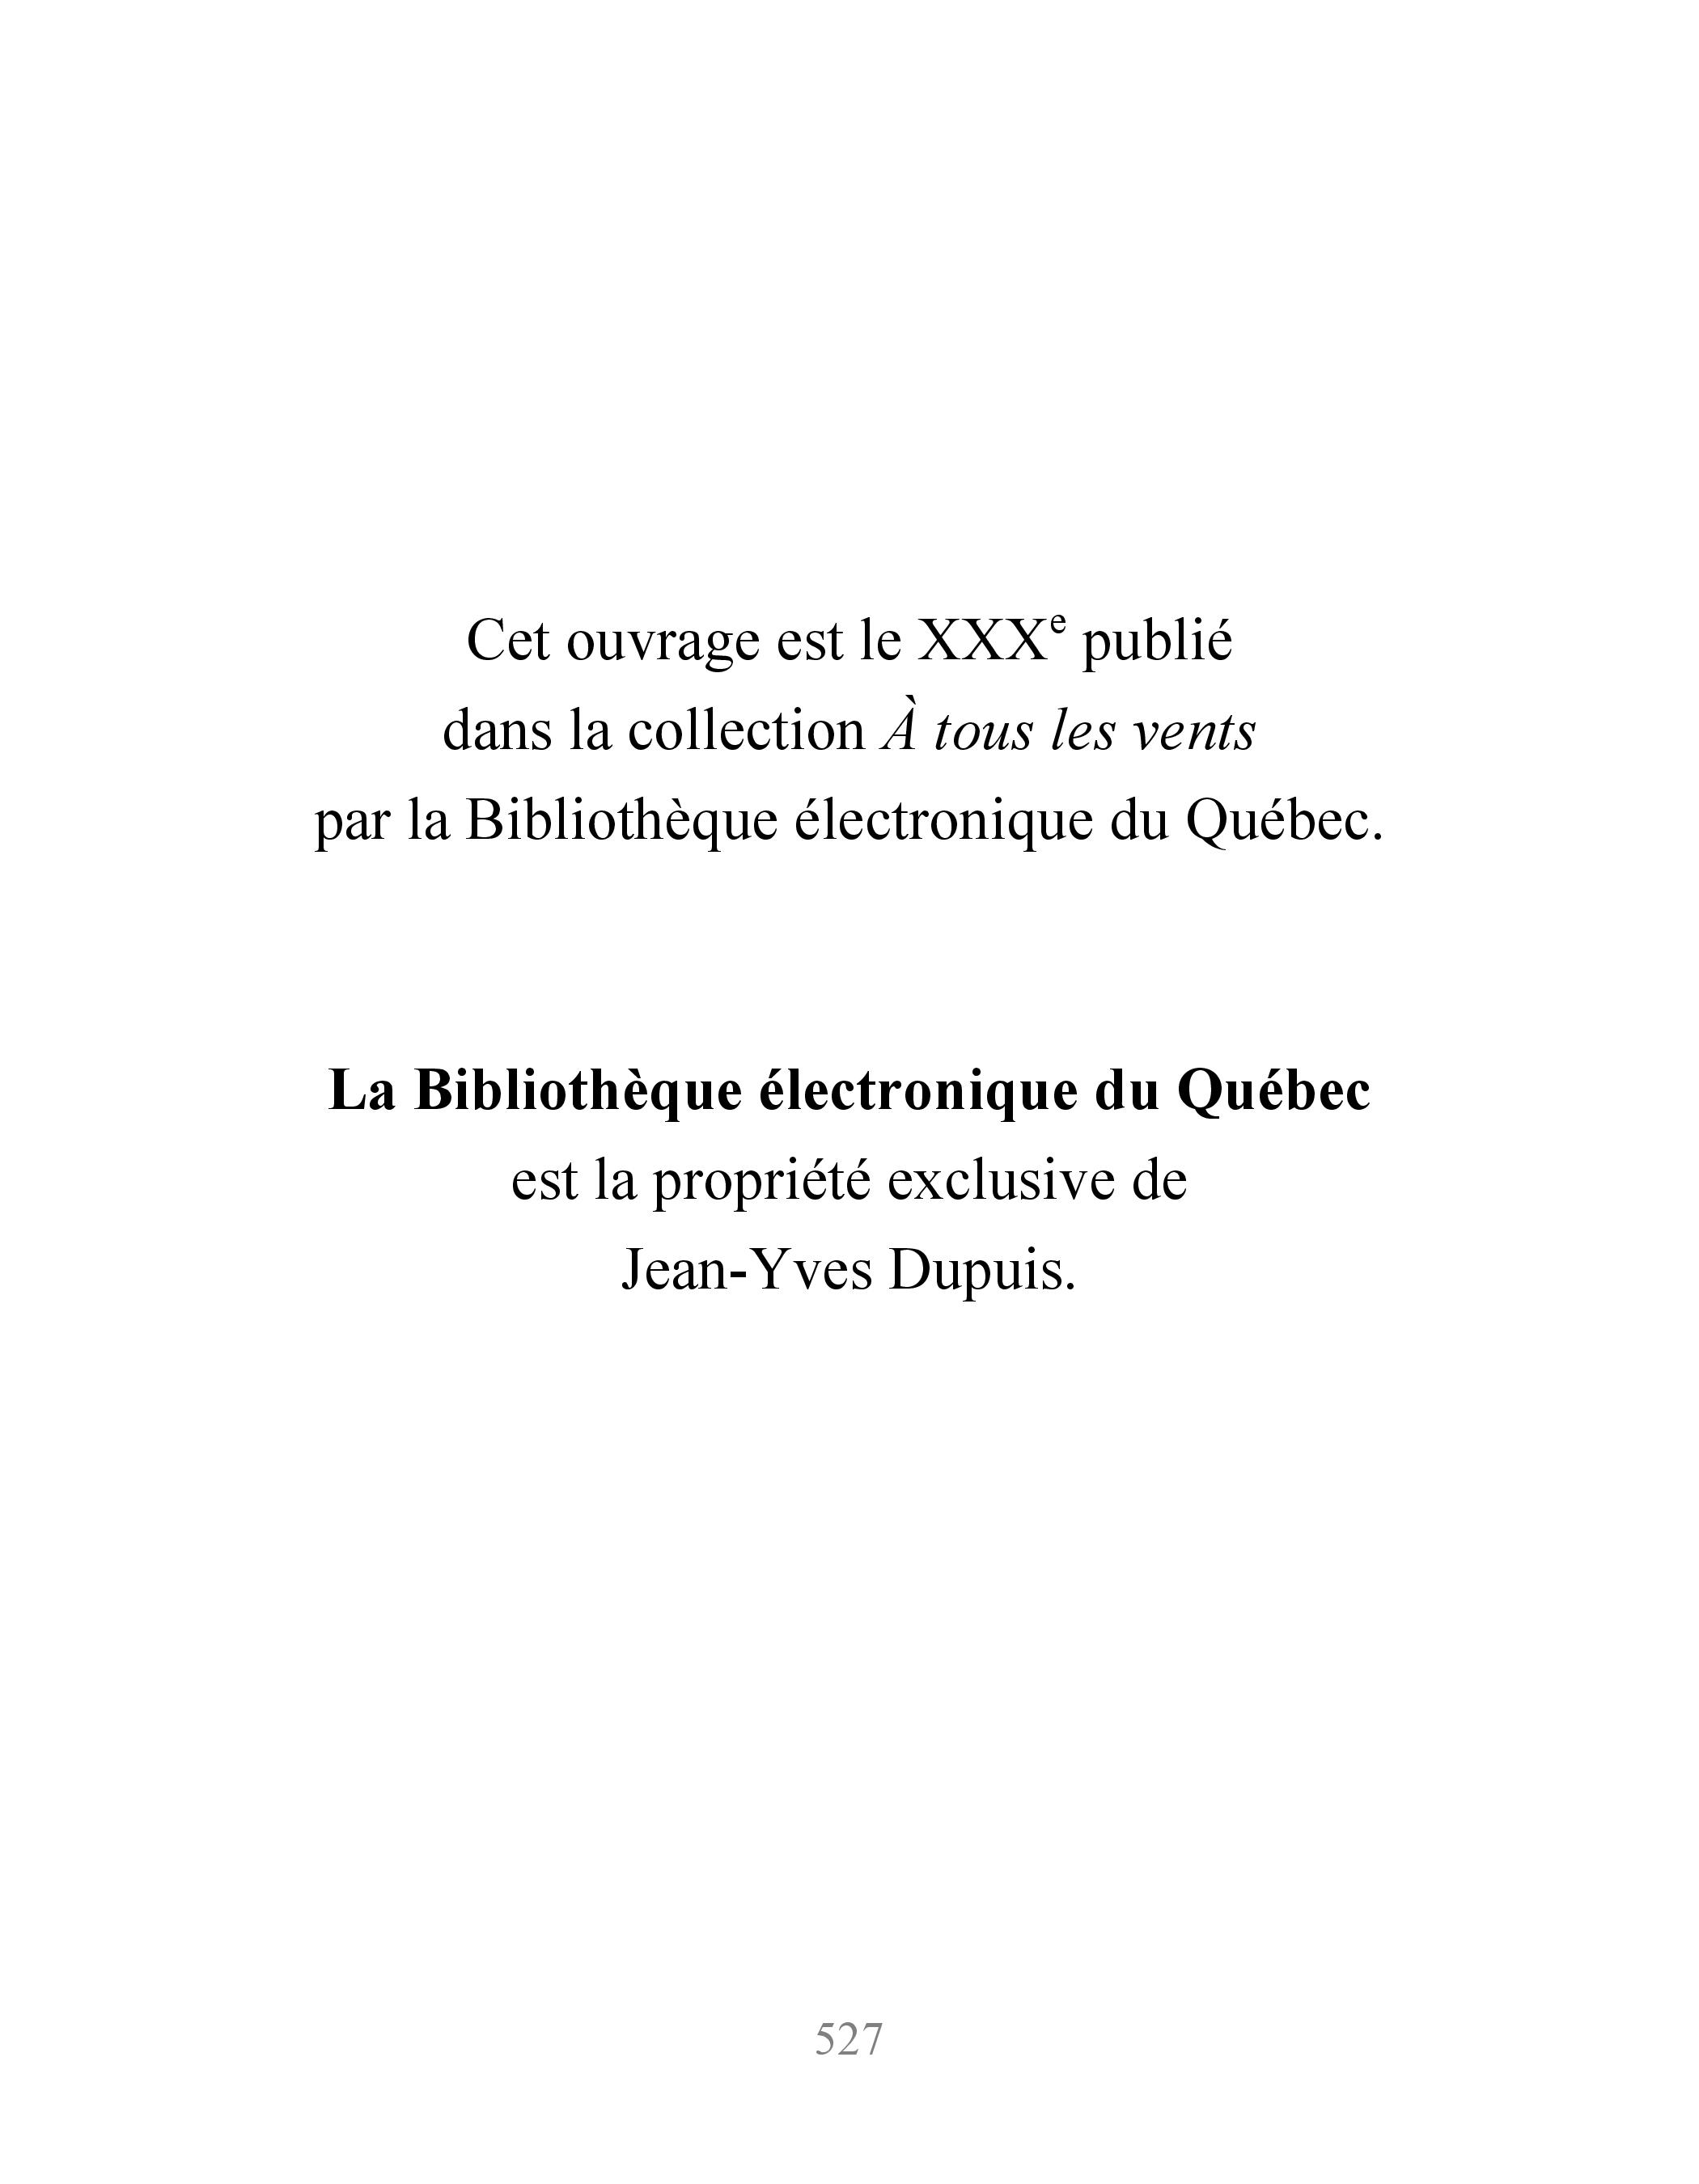 Cet ouvrage est le XXXe publié
dans la collection À tous les vents
par la Bibliothèque électronique du Québec.
La Bibliothèque électronique du Québec
est la propriété exclusive de
Jean-Yves Dupuis.
527